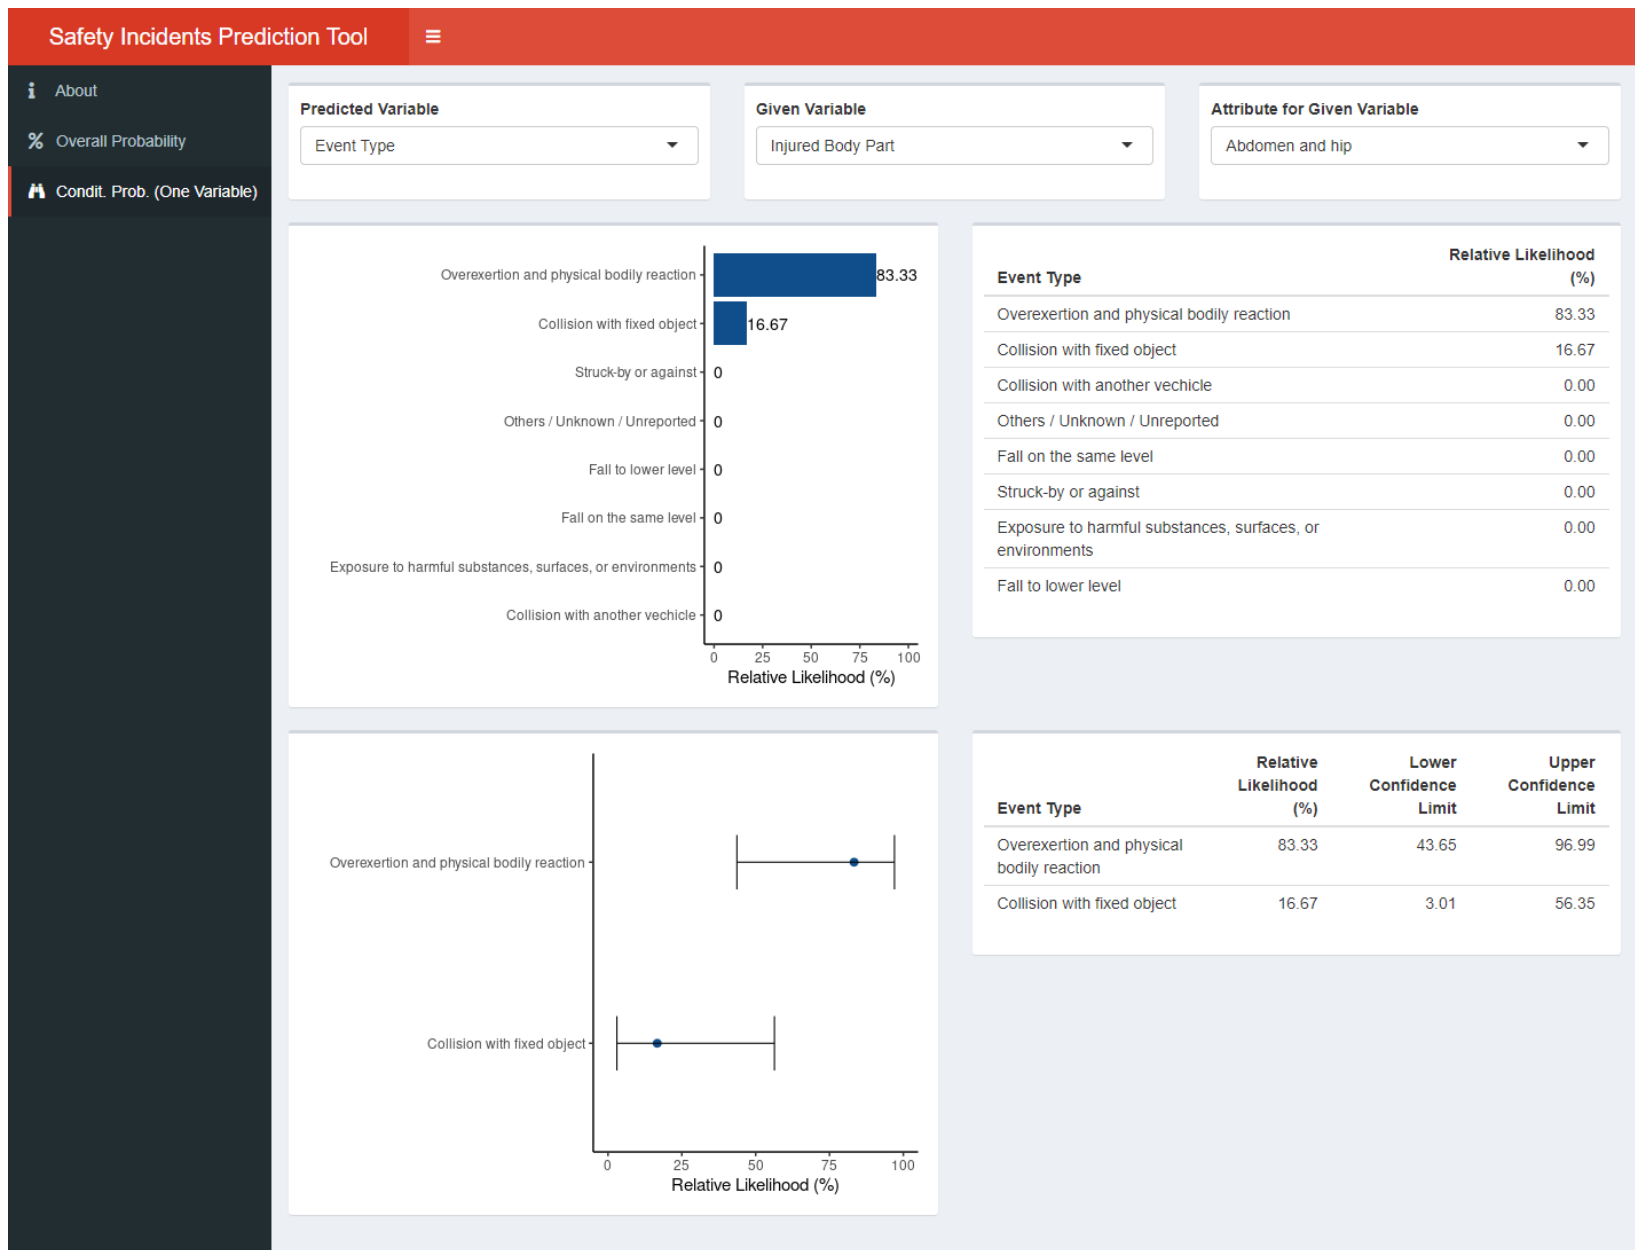 Safety Incidents Prediction Tool
About
Overall Probability
Condit. Prob. (One Variable)
Predicted Variable
Event Type
Given Variable
Injured Body Part
Attribute for Given Variable
Abdomen and hip
Overexertion and physical bodily reaction 83.33
Collision with fixed object 16.67
Struck-by or against 0
Others / Unknown / Unreported 0
Fall to lower level 0
Fall on the same level 0
Exposure to harmful substances, surfaces, or environments 0
Collision with another vechicle 0
0 25 50 75 100
Relative Likelihood (%)
Relative Likelihood
Event Type (%)
Overexertion and physical bodily reaction 83.33
Collision with fixed object 16.67
Collision with another vechicle 0.00
Others / Unknown / Unreported 0.00
Fall on the same level 0.00
Struck-by or against 0.00
Exposure to harmful substances, surfaces, or 0.00
environments
Fall to lower level 0.00
Overexertion and physical bodily reaction
Collision with fixed object
0 25 50 75 100
Relative Likelihood (%)
Relative Lower Upper
Likelihood Confidence Confidence
Event Type (%) Limit Limit
Overexertion and physical 83.33 43.65 96.99
bodily reaction
Collision with fixed object 16.67 3.01 56.35